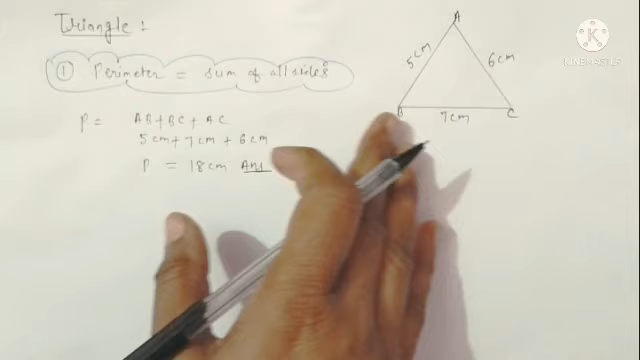 Triangle :
① Perimeter = sum of all sides
P = AB + BC + AC
5cm + 7cm + 6cm
P = 18cm Ans
A
5cm
6cm
B
7cm
C
K
KINEMASTER